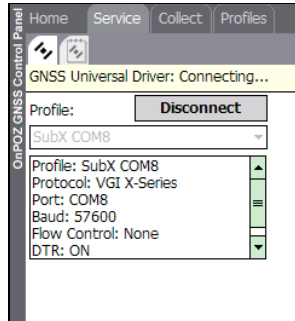 OnPOZ GNSS Control Panel
Home Service Collect Profiles
GNSS Universal Driver: Connecting...
Profile: Disconnect
SubX COM8
Profile: SubX COM8
Protocol: VGI X-Series
Port: COM8
Baud: 57600
Flow Control: None
DTR: ON